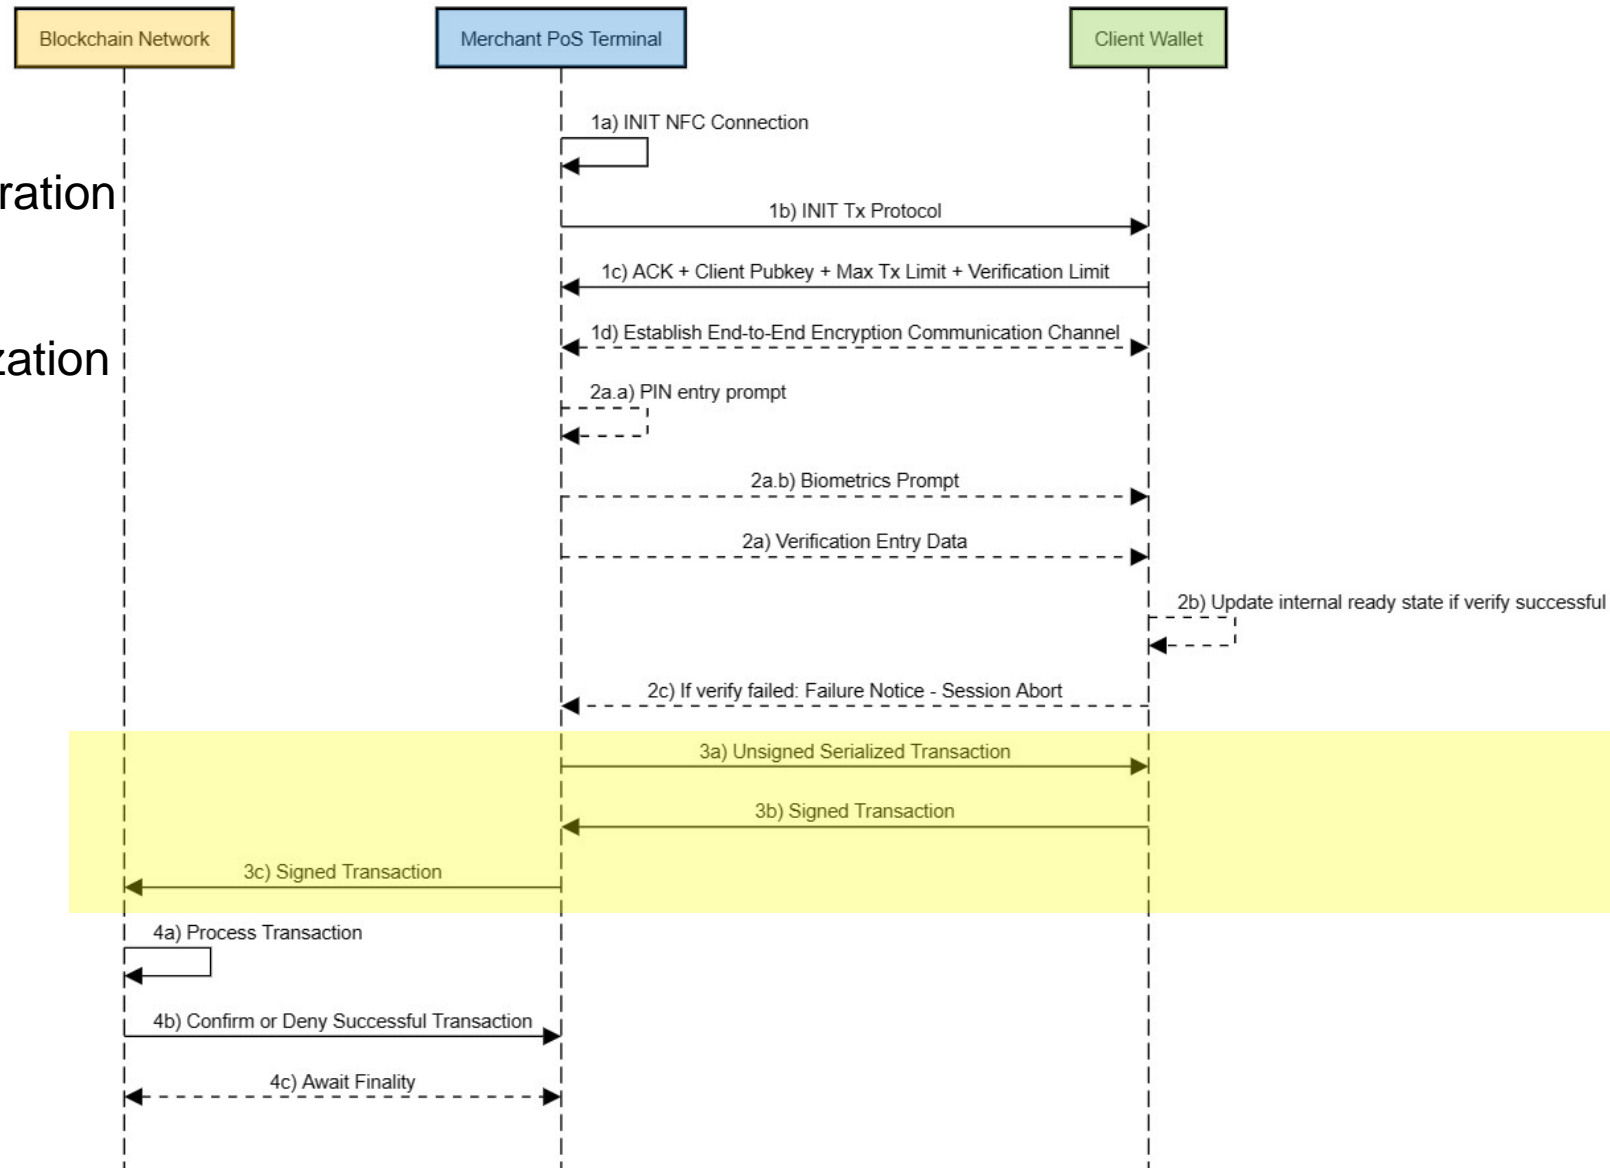 Blockchain Network
Merchant PoS Terminal
Client Wallet
1a) INIT NFC Connection
ration
1b) INIT Tx Protocol
1c) ACK + Client Pubkey + Max Tx Limit + Verification Limit
1d) Establish End-to-End Encryption Communication Channel
zation
2a.a) PIN entry prompt
2a.b) Biometrics Prompt
2a) Verification Entry Data
2b) Update internal ready state if verify successful
2c) If verify failed: Failure Notice - Session Abort
3a) Unsigned Serialized Transaction
3b) Signed Transaction
3c) Signed Transaction
4a) Process Transaction
4b) Confirm or Deny Successful Transaction
4c) Await Finality